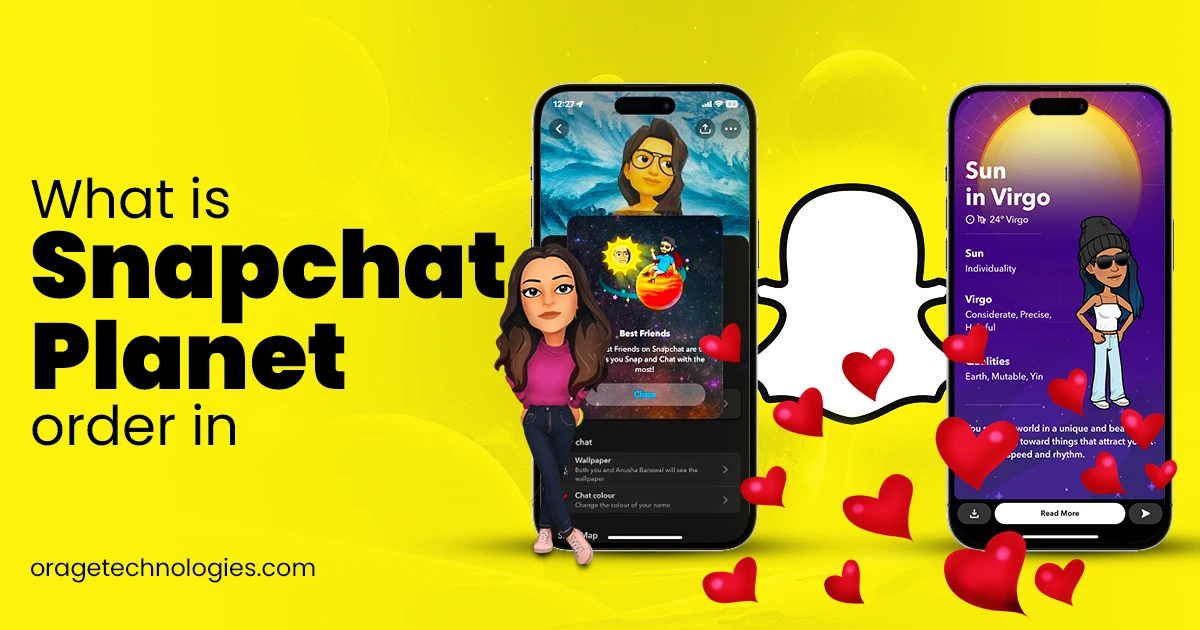 What is
Snapchat
Planet
order in
oragetechnologies.com
12:27
Best Friends
st Friends on Snapchat are
s you Snap and Chat with the
most!
Close
chat
Wallpaper
Both you and Anusha Banswal will see the
wallpaper
Chat colour
Change the colour of your name
Map
Sun
in Virgo
24° Virgo
Sun
Individuality
Virgo
Considerate, Precise,
Earth, Mutable, Yin
world in a unique and
toward things that attract
speed and rhythm.
Read More